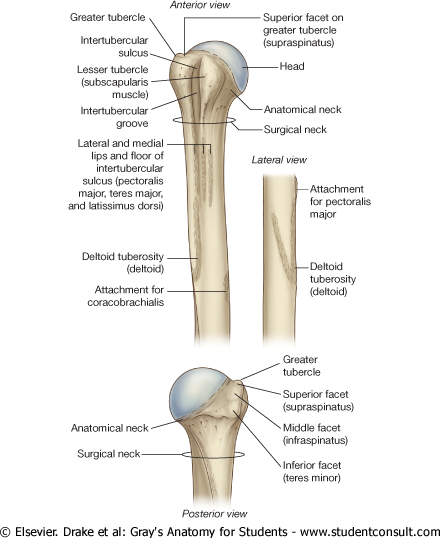 Anterior view
Greater tubercle
Superior facet on
greater tubercle
(supraspinatus)
Intertubercular
sulcus
Head
Lesser tubercle
(subscapularis
muscle)
Intertubercular
groove
Anatomical neck
Surgical neck
Lateral and medial
lips and floor of
intertubercular
sulcus (pectoralis
major, teres major,
and latissimus dorsi)
Lateral view
Attachment
for pectoralis
major
Deltoid tuberosity
(deltoid)
Deltoid
tuberosity
(deltoid)
Attachment for
coracobrachialis
Greater
tubercle
Superior facet
(supraspinatus)
Middle facet
(infraspinatus)
Anatomical neck
Surgical neck
Inferior facet
(teres minor)
Posterior view
© Elsevier. Drake et al: Gray's Anatomy for Students - www.studentconsult.com